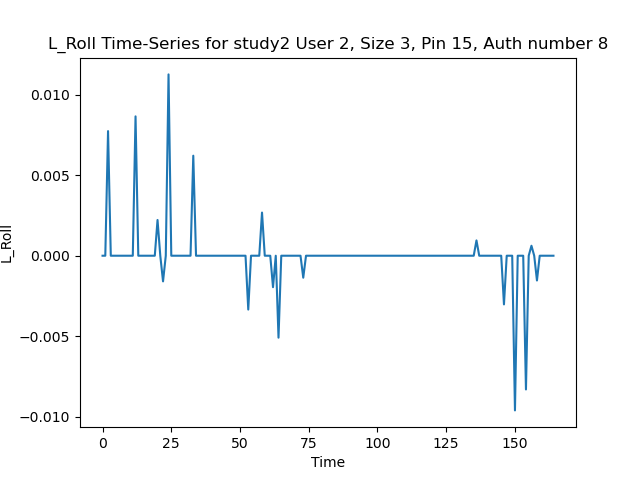 L_Roll Time-Series for study2 User 2, Size 3, Pin 15, Auth number 8
0.010
0.005
0.000
−0.005
−0.010
L_Roll
0 25 50 75 100 125 150
Time